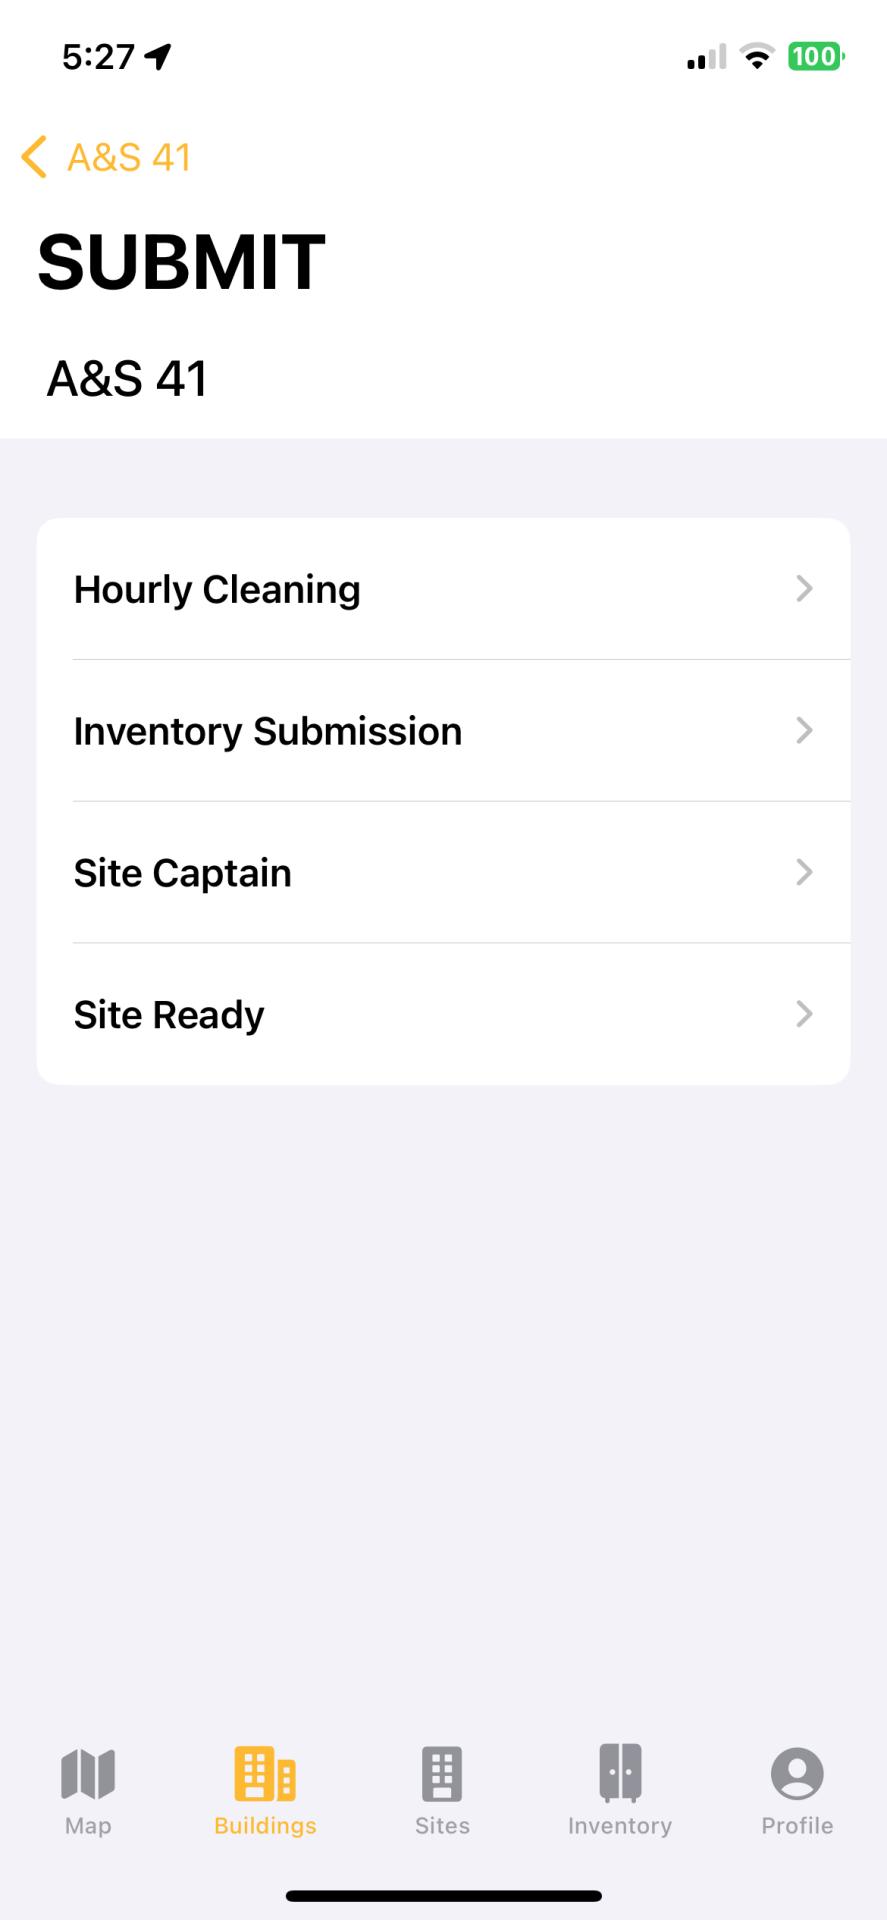 5:27
100
A&S 41
SUBMIT
A&S 41
Hourly Cleaning
Inventory Submission
Site Captain
Site Ready
Map
Buildings
Sites
Inventory
Profile